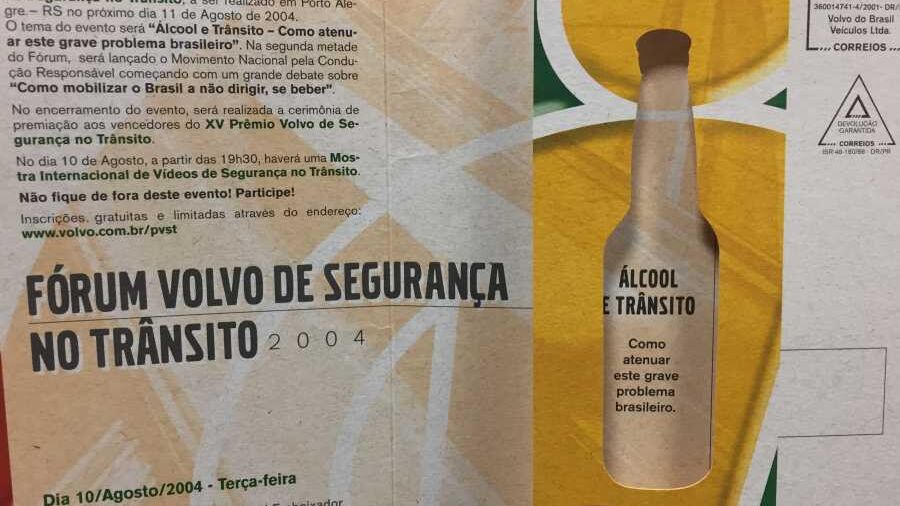 no Trânsito, a ser realizado em Porto Ale-
gre – RS no próximo dia 11 de Agosto de 2004.
O tema do evento será "Álcool e Trânsito – Como atenu-
ar este grave problema brasileiro". Na segunda metade
do Fórum, será lançado o Movimento Nacional pela Condu-
ção Responsável começando com um grande debate sobre
"Como mobilizar o Brasil a não dirigir, se beber".
No encerramento do evento, será realizada a cerimônia de
premiação aos vencedores do XV Prêmio Volvo de Se-
gurança no Trânsito.
No dia 10 de Agosto, a partir das 19h30, haverá uma Mos-
tra Internacional de Vídeos de Segurança no Trânsito.
Não fique de fora deste evento! Participe!
Inscrições, gratuitas e limitadas através do endereço:
www.volvo.com.br/pvst
FÓRUM VOLVO DE SEGURANÇA
NO TRÂNSITO 2004
Dia 10/Agosto/2004 - Terça-feira
ÁLCOOL
E TRÂNSITO
Como
atenuar
este grave
problema
brasileiro.
360014741-4/2001- DR/
Volvo do Brasil
Veículos Ltda.
CORREIOS
DEVOLUÇÃO
GARANTIDA
CORREIOS